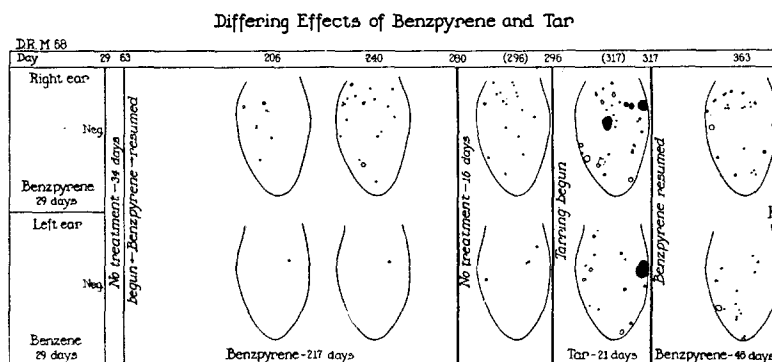 Differing Effects of Benzpyrene and Tar
D.R. M 68
Day 29 63 206 240 280 (296) 296 (317) 317 363
Right ear
Neg.
Benzpyrene
29 days
Left ear
Neg.
Benzene
29 days
No treatment-34 days
begun←Benzpyrene→resumed
No treatment-16 days
Tarring begun
Benzpyrene resumed
Benzpyrene-217 days
Tar-21 days
Benzpyrene-46 days